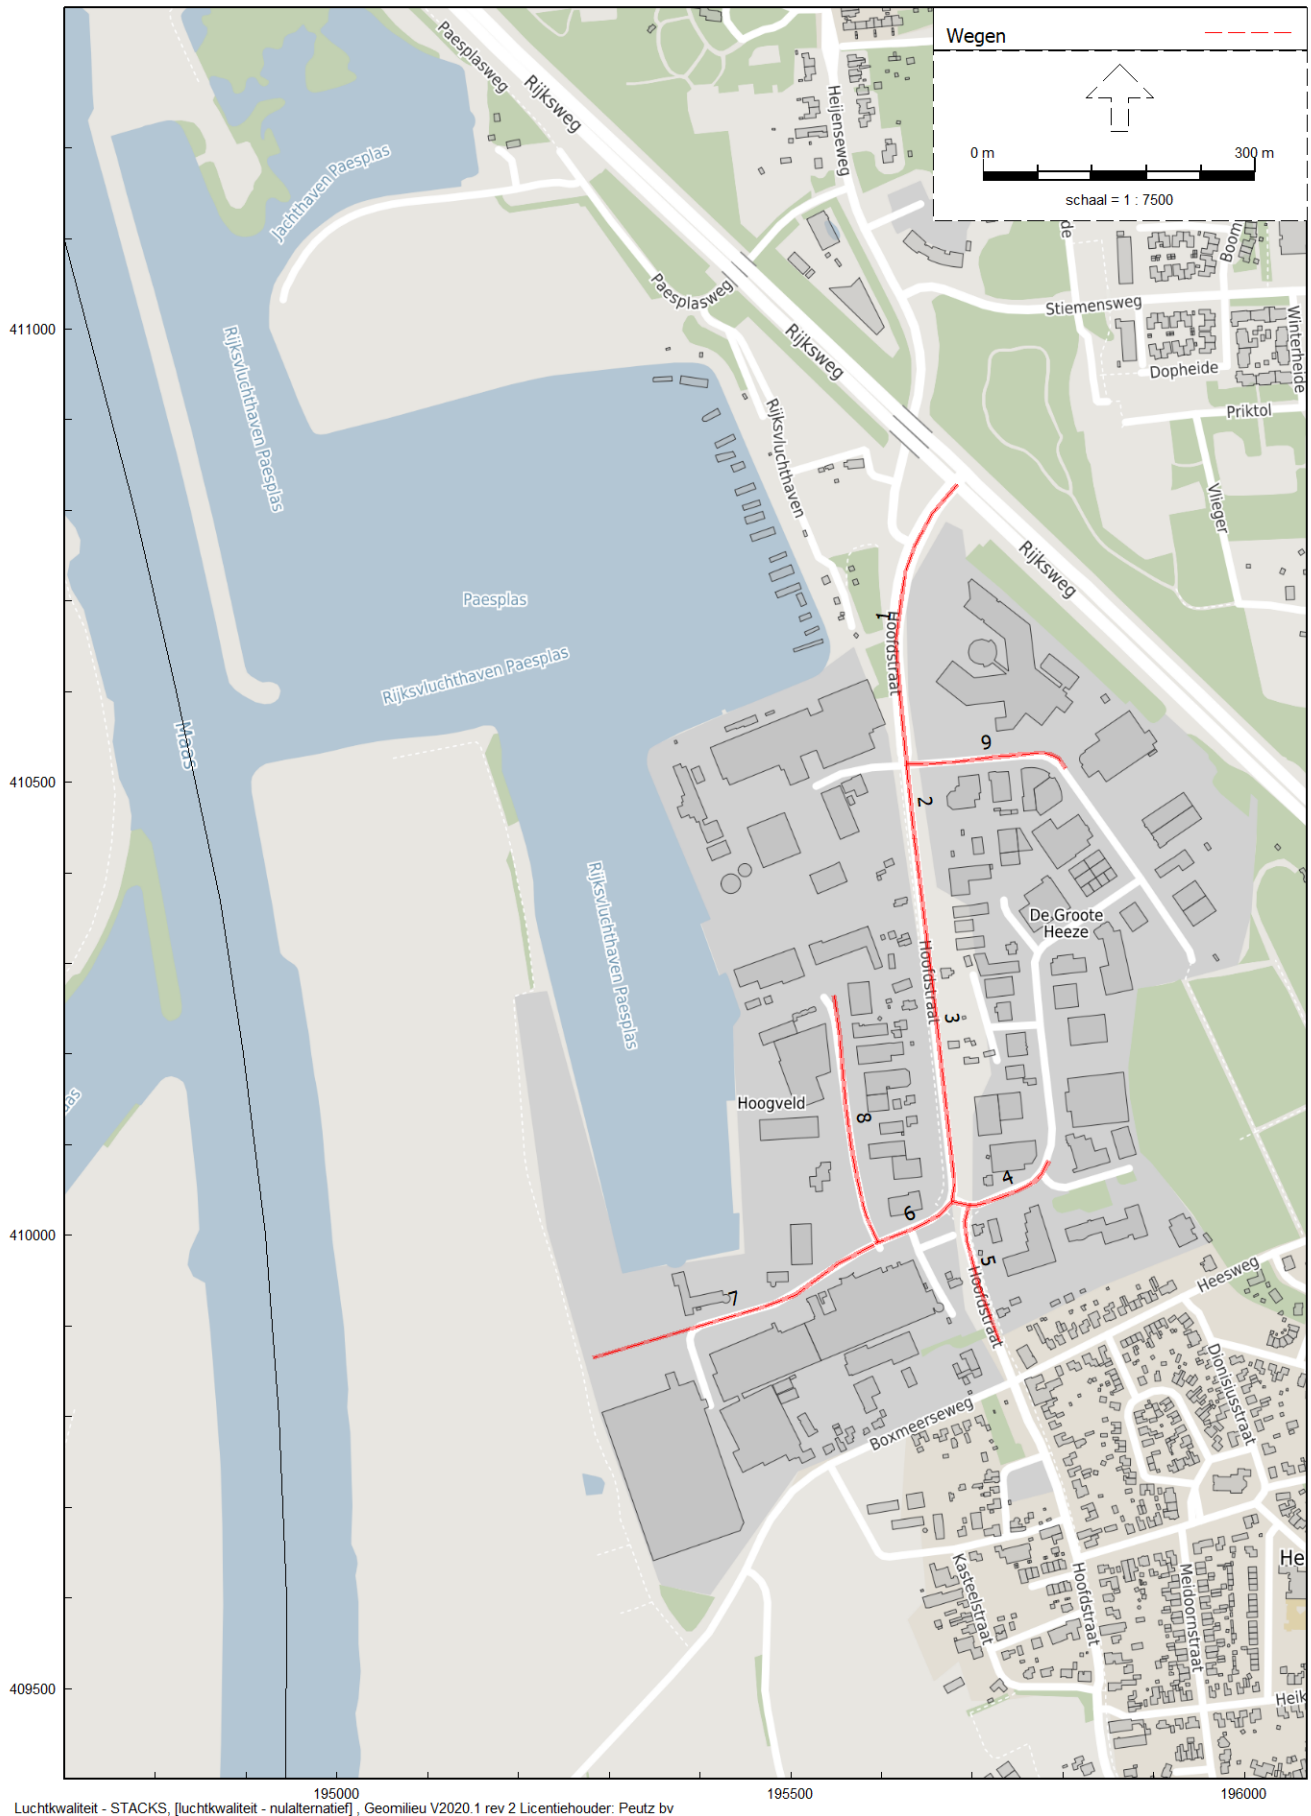 Wegen
0 m
300 m
schaal = 1 : 7500
Paesplasweg
Rijksweg
Heijenseweg
Jachthaven Paesplas
de
Boom
Paesplasweg
Stiemensweg
Winterheide
411000
Rijksvluchthaven Paesplas
Rijksweg
Dopheide
Priktol
Rijksvluchthaven
Vlieger
Rijksweg
Paesplas
1
Hoofdstraat
Rijksvluchthaven Paesplas
Maas
9
410500
2
Rijksvluchthaven Paesplas
De Groote
Heeze
Hoofdstraat
3
Hoogveld
8
aas
4
6
410000
5
Hoofdstraat
Heesweg
7
Dionisiusstraat
Boxmeerseweg
He
Kasteelstraat
Hoofdstraat
Meidoornstraat
409500
Heik
195000
195500
196000
Luchtkwaliteit - STACKS, [luchtkwaliteit - nulalternatief] , Geomilieu V2020.1 rev 2 Licentiehouder: Peutz bv